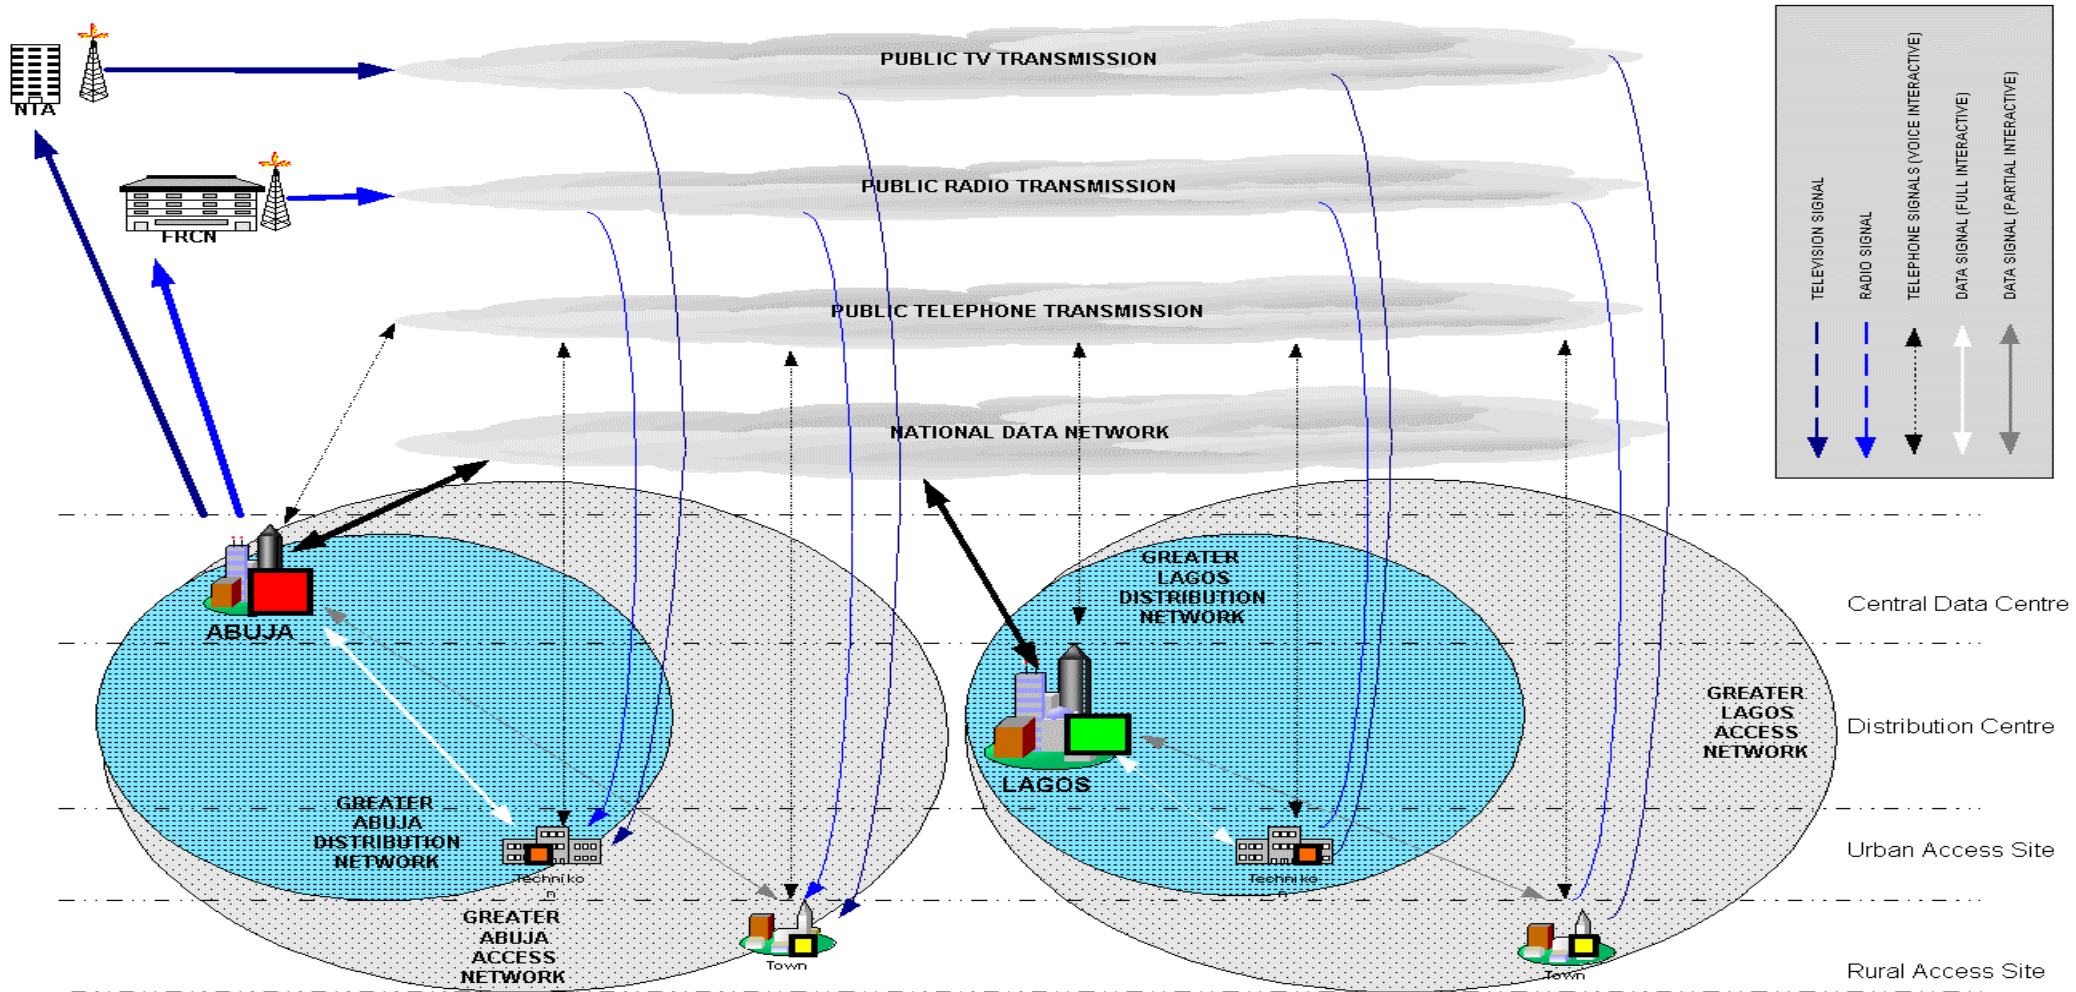 PUBLIC TV TRANSMISSION
NTA
PUBLIC RADIO TRANSMISSION
FRCN
PUBLIC TELEPHONE TRANSMISSION
NATIONAL DATA NETWORK
TELEVISION SIGNAL
RADIO SIGNAL
TELEPHONE SIGNALS (VOICE INTERACTIVE)
DATA SIGNAL (FULL INTERACTIVE)
DATA SIGNAL (PARTIAL INTERACTIVE)
ABUJA
GREATER
LAGOS
DISTRIBUTION
NETWORK
Central Data Centre
GREATER
LAGOS
ACCESS
NETWORK
Distribution Centre
LAGOS
GREATER
ABUJA
DISTRIBUTION
NETWORK
Techniko
n
Techniko
n
Urban Access Site
GREATER
ABUJA
ACCESS
NETWORK
Town
Town
Rural Access Site